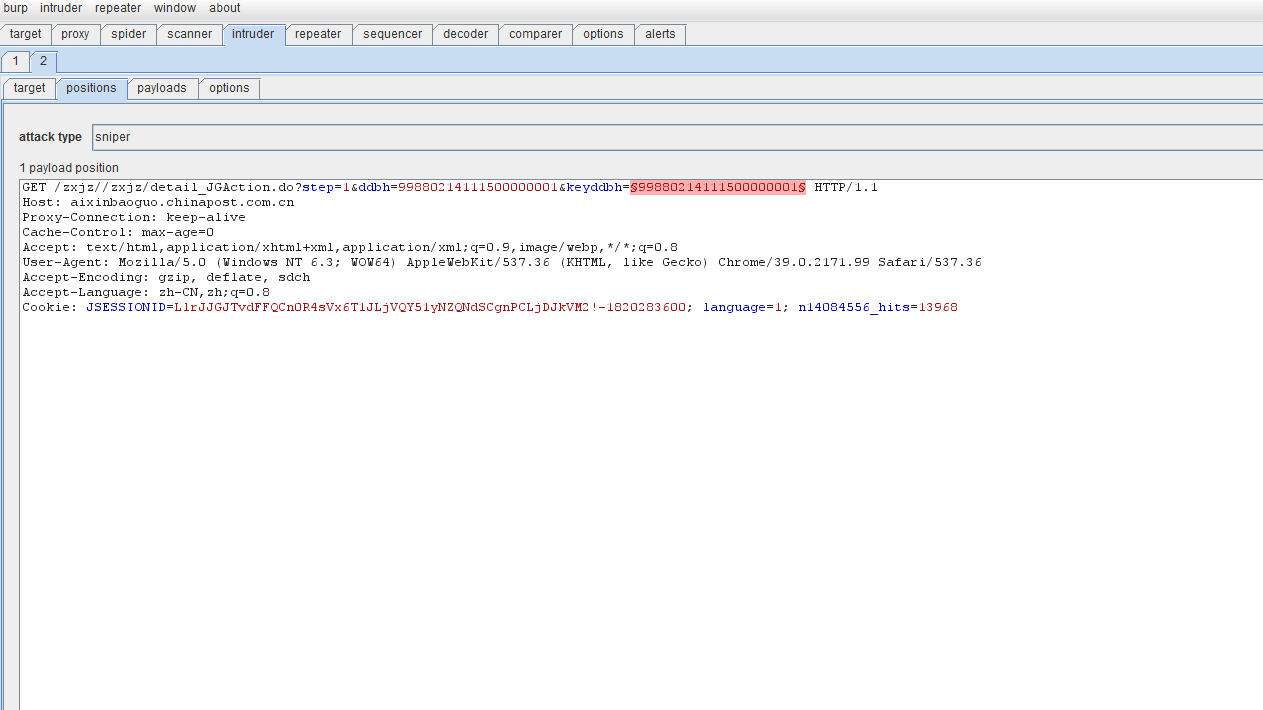 burp intruder repeater window about
target proxy spider scanner intruder repeater sequencer decoder comparer options alerts
1 2
target positions payloads options
attack type sniper
1 payload position
GET /zxjz//zxjz/detail_JGAction.do?step=1&ddbh=99880214111500000001&keyddbh=§99880214111500000001§ HTTP/1.1
Host: aixinbaoguo.chinapost.com.cn
Proxy-Connection: keep-alive
Cache-Control: max-age=0
Accept: text/html,application/xhtml+xml,application/xml;q=0.9,image/webp,*/*;q=0.8
User-Agent: Mozilla/5.0 (Windows NT 6.3; WOW64) AppleWebKit/537.36 (KHTML, like Gecko) Chrome/39.0.2171.99 Safari/537.36
Accept-Encoding: gzip, deflate, sdch
Accept-Language: zh-CN,zh;q=0.8
Cookie: JSESSIONID=L1rJJGJTvdFFQCnOR4sVx6T1JLjVQY51yNZQNdSCgnPCLjDJkVM2!-1820283600; language=1; n14084556_hits=13968